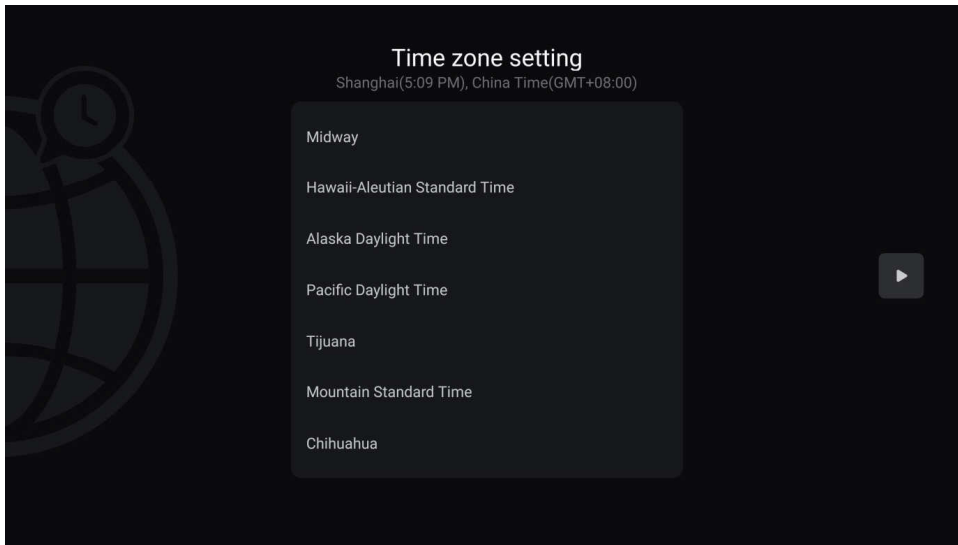 Time zone setting
Shanghai(5:09 PM), China Time(GMT+08:00)
Midway
Hawaii-Aleutian Standard Time
Alaska Daylight Time
Pacific Daylight Time
Tijuana
Mountain Standard Time
Chihuahua